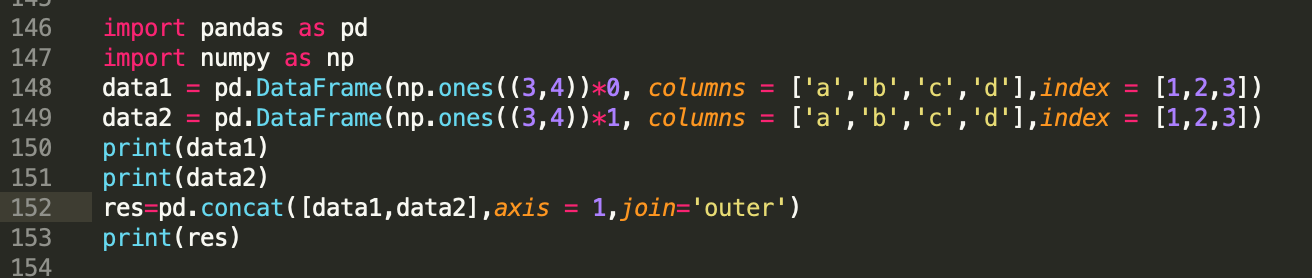 145
146 import pandas as pd
147 import numpy as np
148 data1 = pd.DataFrame(np.ones((3,4))*0, columns = ['a','b','c','d'],index = [1,2,3])
149 data2 = pd.DataFrame(np.ones((3,4))*1, columns = ['a','b','c','d'],index = [1,2,3])
150 print(data1)
151 print(data2)
152 res=pd.concat([data1,data2],axis = 1,join='outer')
153 print(res)
154